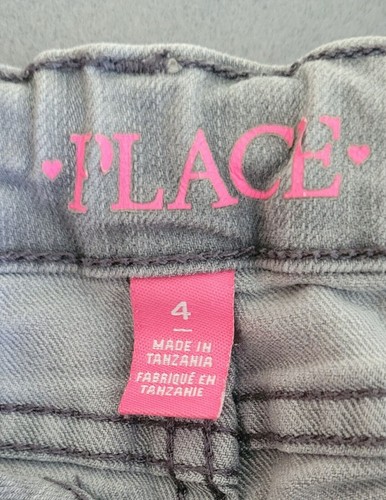 PLACE
4
MADE IN
TANZANIA
FABRIQUÉ EN
TANZANIE